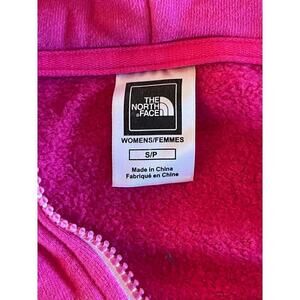 THE
NORTH
FACE
WOMENS/FEMMES
S/P
Made in China
Fabriqué en Chine